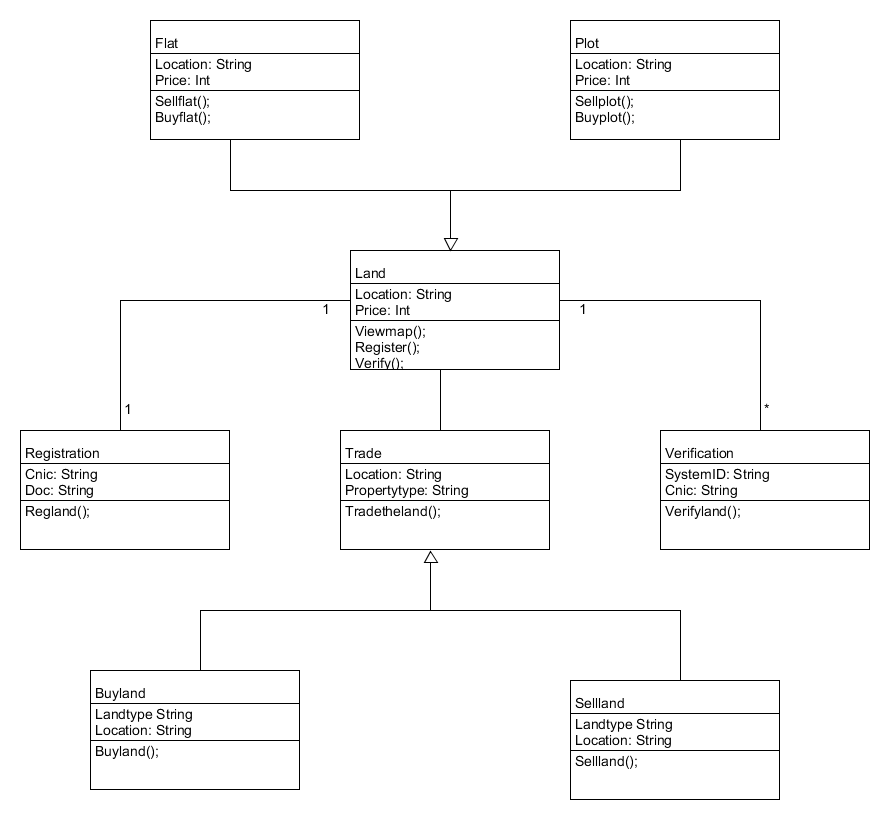 Flat
Location: String
Price: Int
Sellflat();
Buyflat();
Plot
Location: String
Price: Int
Sellplot();
Buyplot();
Land
Location: String
Price: Int
Viewmap();
Register();
Verify();
1
1
1
*
Registration
Cnic: String
Doc: String
Regland();
Trade
Location: String
Propertytype: String
Tradetheland();
Verification
SystemID: String
Cnic: String
Verifyland();
Buyland
Landtype String
Location: String
Buyland();
Sellland
Landtype String
Location: String
Sellland();